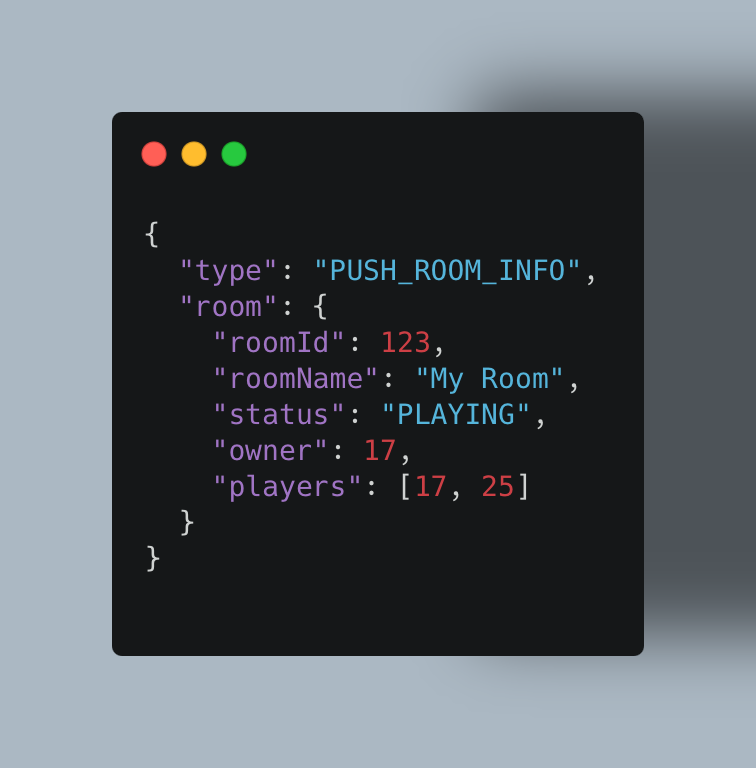 {
  "type": "PUSH_ROOM_INFO",
  "room": {
    "roomId": 123,
    "roomName": "My Room",
    "status": "PLAYING",
    "owner": 17,
    "players": [17, 25]
  }
}